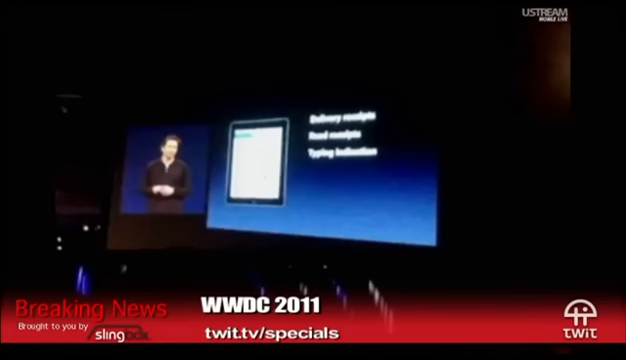 USTREAM
MOBILE LIVE
Delivery receipts
Read receipts
Typing indication
Breaking News
WWDC 2011
Brought to you by slingbox
twit.tv/specials
TWiT